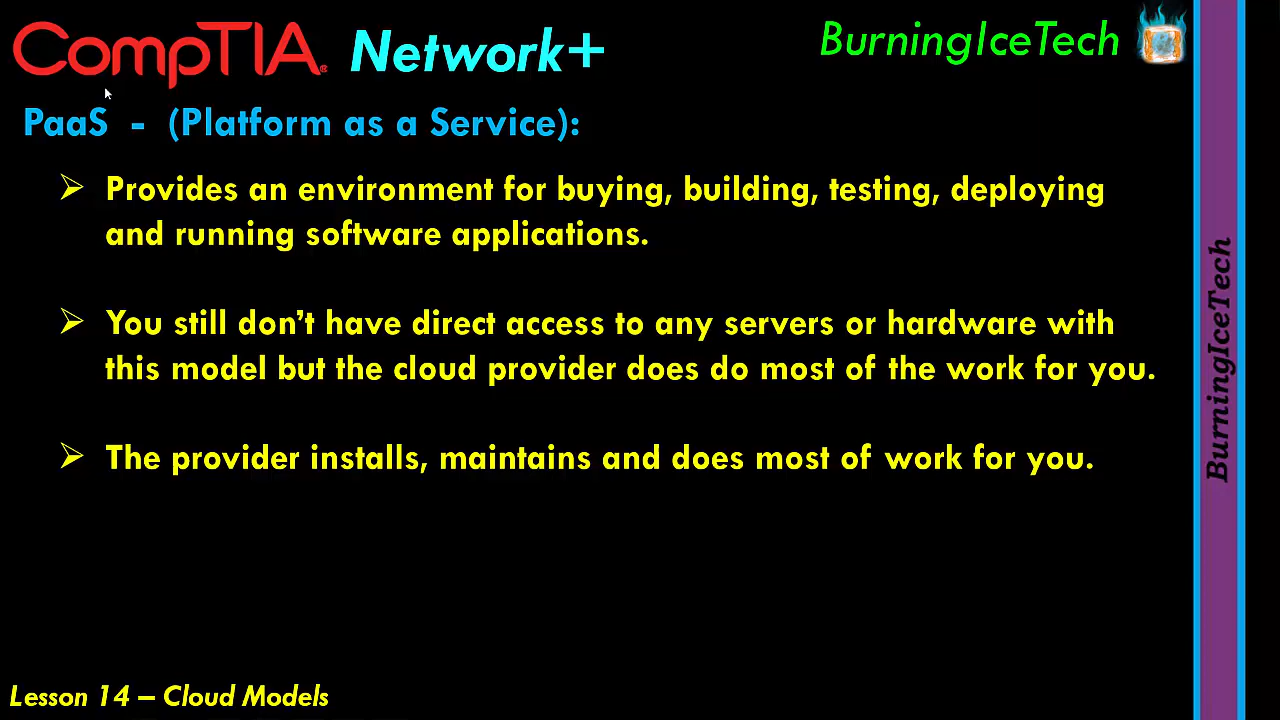 CompTIA® Network+
BurningIceTech
PaaS - (Platform as a Service):
Provides an environment for buying, building, testing, deploying
and running software applications.
You still don’t have direct access to any servers or hardware with
this model but the cloud provider does do most of the work for you.
The provider installs, maintains and does most of work for you.
BurningIceTech
Lesson 14 – Cloud Models